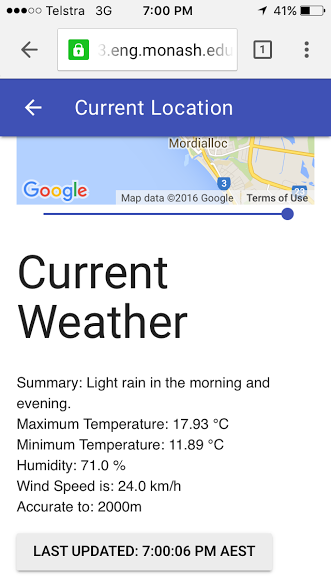 Telstra 3G 7:00 PM 41%
3.eng.monash.edu 1
Current Location
Mordialloc
3
Google Map data ©2016 Google Terms of Use
Current
Weather
Summary: Light rain in the morning and
evening.
Maximum Temperature: 17.93 °C
Minimum Temperature: 11.89 °C
Humidity: 71.0 %
Wind Speed is: 24.0 km/h
Accurate to: 2000m
LAST UPDATED: 7:00:06 PM AEST